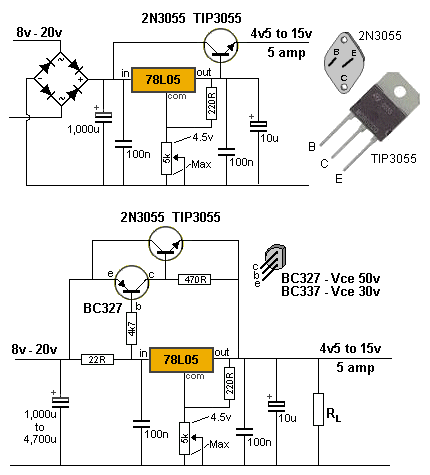 2N3055 TIP3055
8v - 20v
4v5 to 15v
5 amp
2N3055
B
E
C
in
78L05
out
com
220R
1,000u
100n
4.5v
5k
Max
100n
10u
3055
TIP3055
B
C
E
2N3055 TIP3055
e
c
b
BC327
470R
4k7
c
b
e
BC327 - Vce 50v
BC337 - Vce 30v
8v - 20v
22R
in
78L05
out
com
220R
4v5 to 15v
5 amp
1,000u
to
4,700u
100n
4.5v
5k
Max
100n
10u
RL